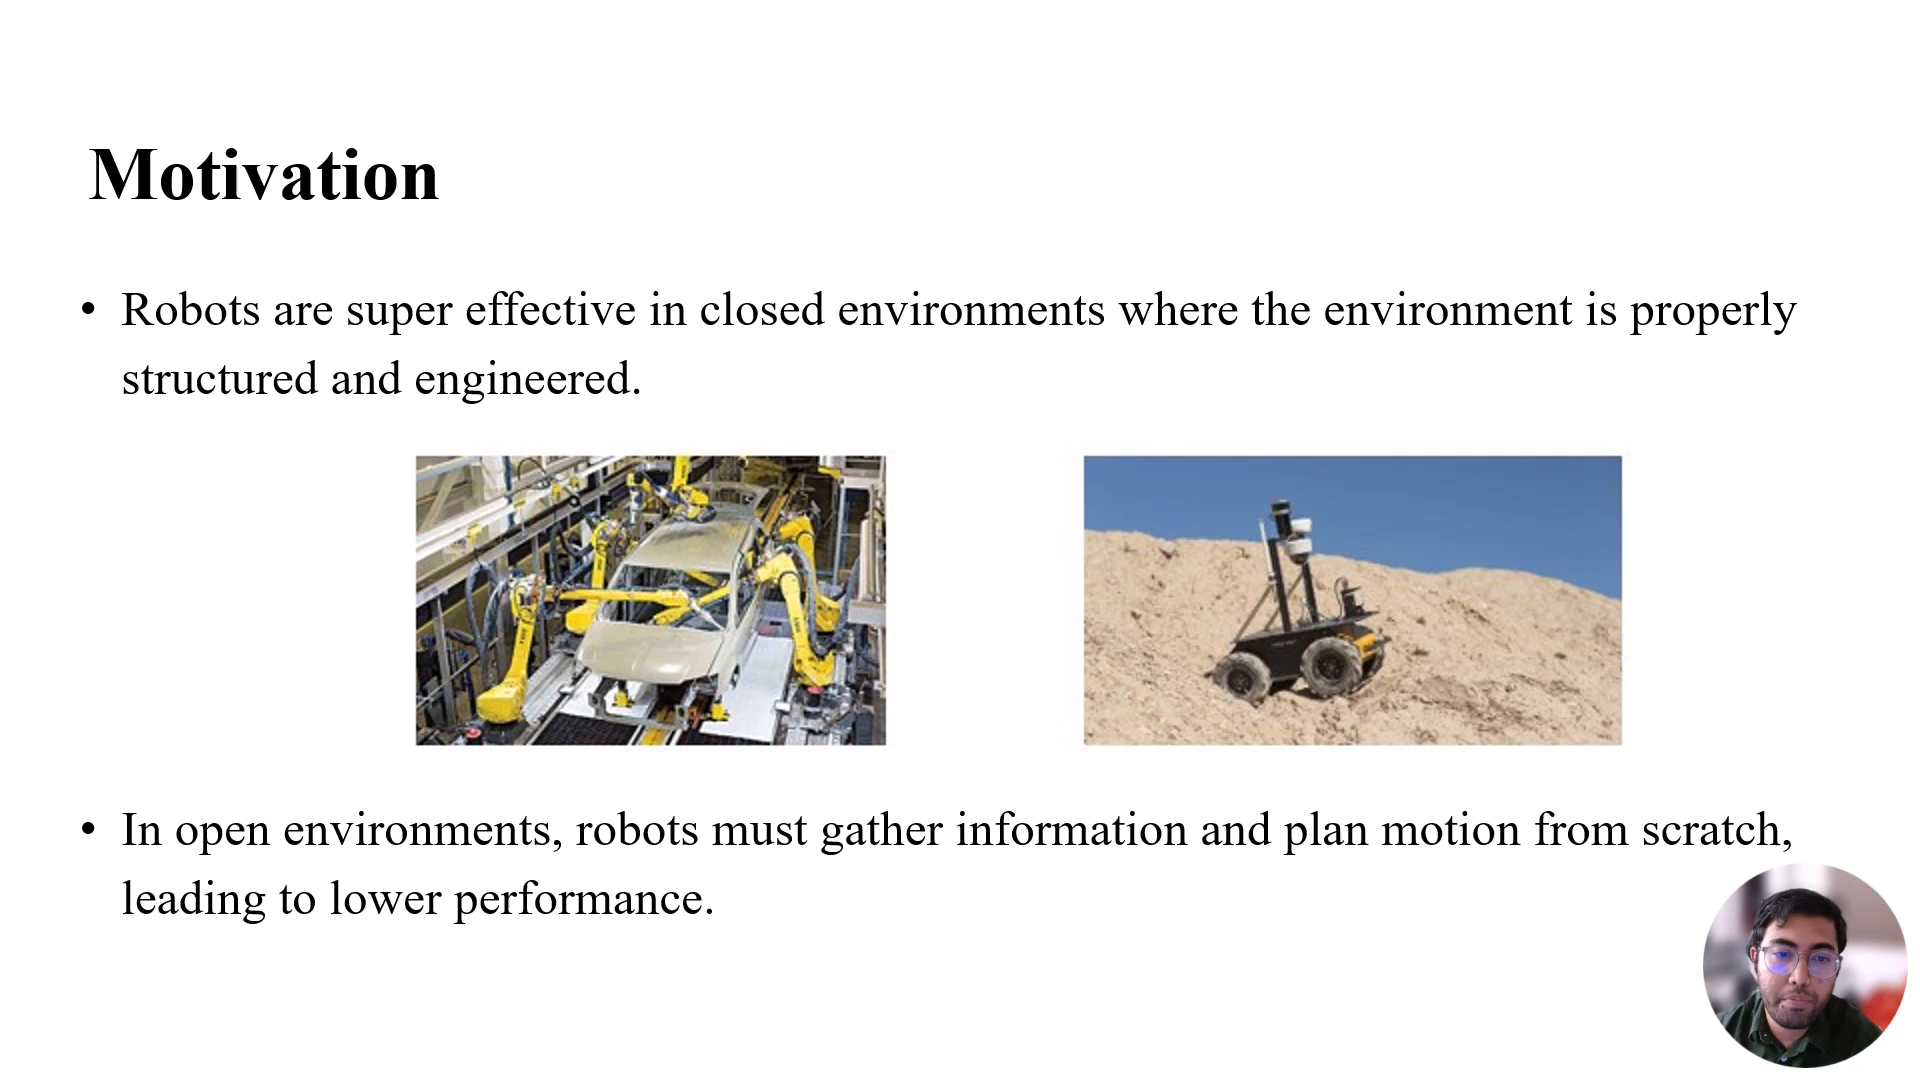 Motivation
• Robots are super effective in closed environments where the environment is properly
structured and engineered.
• In open environments, robots must gather information and plan motion from scratch,
leading to lower performance.